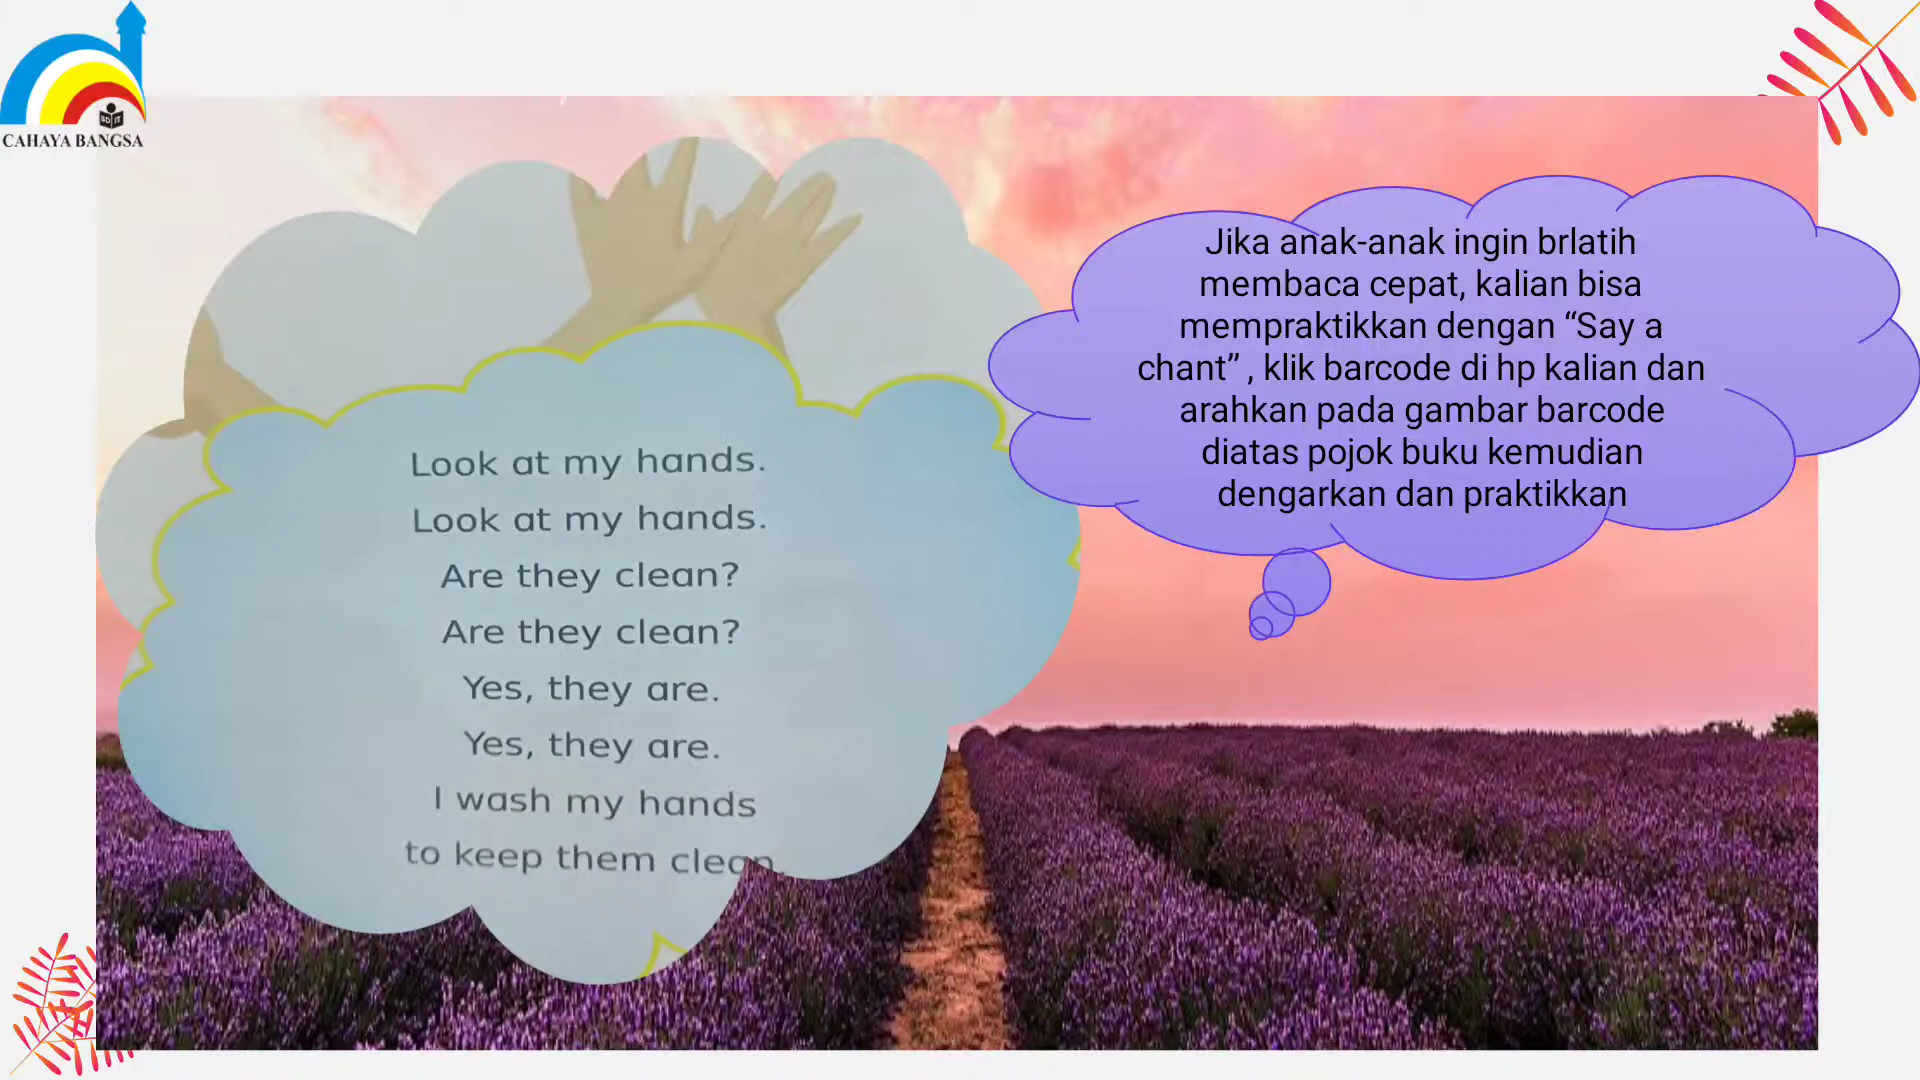 CAHAYA BANGSA
SD IT
Jika anak-anak ingin brlatih
membaca cepat, kalian bisa
mempraktikkan dengan “Say a
chant” , klik barcode di hp kalian dan
arahkan pada gambar barcode
diatas pojok buku kemudian
dengarkan dan praktikkan
Look at my hands.
Look at my hands.
Are they clean?
Are they clean?
Yes, they are.
Yes, they are.
I wash my hands
to keep them clean.